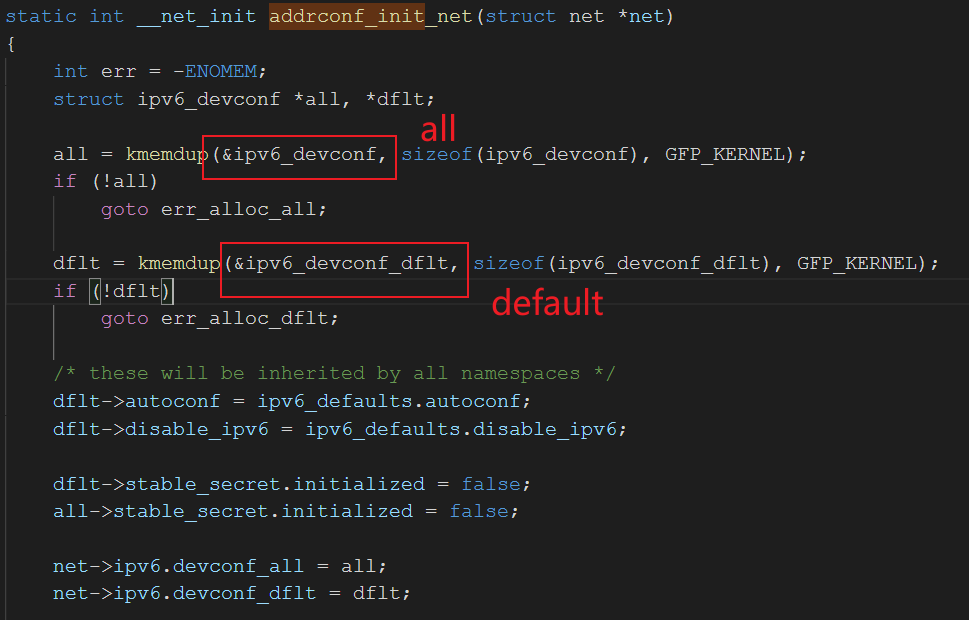 static int __net_init addrconf_init_net(struct net *net)
{
    int err = -ENOMEM;
    struct ipv6_devconf *all, *dflt;
all
    all = kmemdup(&ipv6_devconf, sizeof(ipv6_devconf), GFP_KERNEL);
    if (!all)
        goto err_alloc_all;
    dflt = kmemdup(&ipv6_devconf_dflt, sizeof(ipv6_devconf_dflt), GFP_KERNEL);
    if (!dflt)
default
        goto err_alloc_dflt;
    /* these will be inherited by all namespaces */
    dflt->autoconf = ipv6_defaults.autoconf;
    dflt->disable_ipv6 = ipv6_defaults.disable_ipv6;
    dflt->stable_secret.initialized = false;
    all->stable_secret.initialized = false;
    net->ipv6.devconf_all = all;
    net->ipv6.devconf_dflt = dflt;